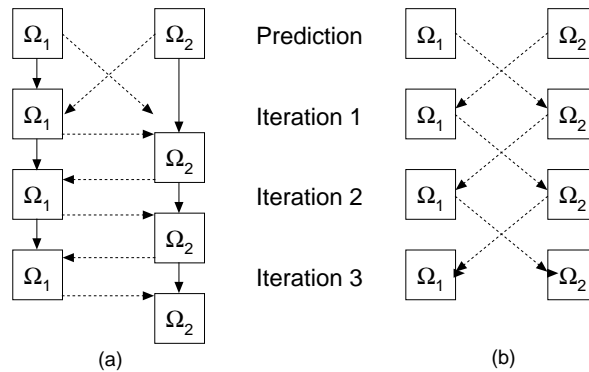 Ω1 Ω2 Prediction Ω1 Ω2
Ω1 Iteration 1 Ω1 Ω2
Ω2
Ω1 Iteration 2 Ω1 Ω2
Ω2
Ω1 Iteration 3 Ω1 Ω2
Ω2
(a) (b)